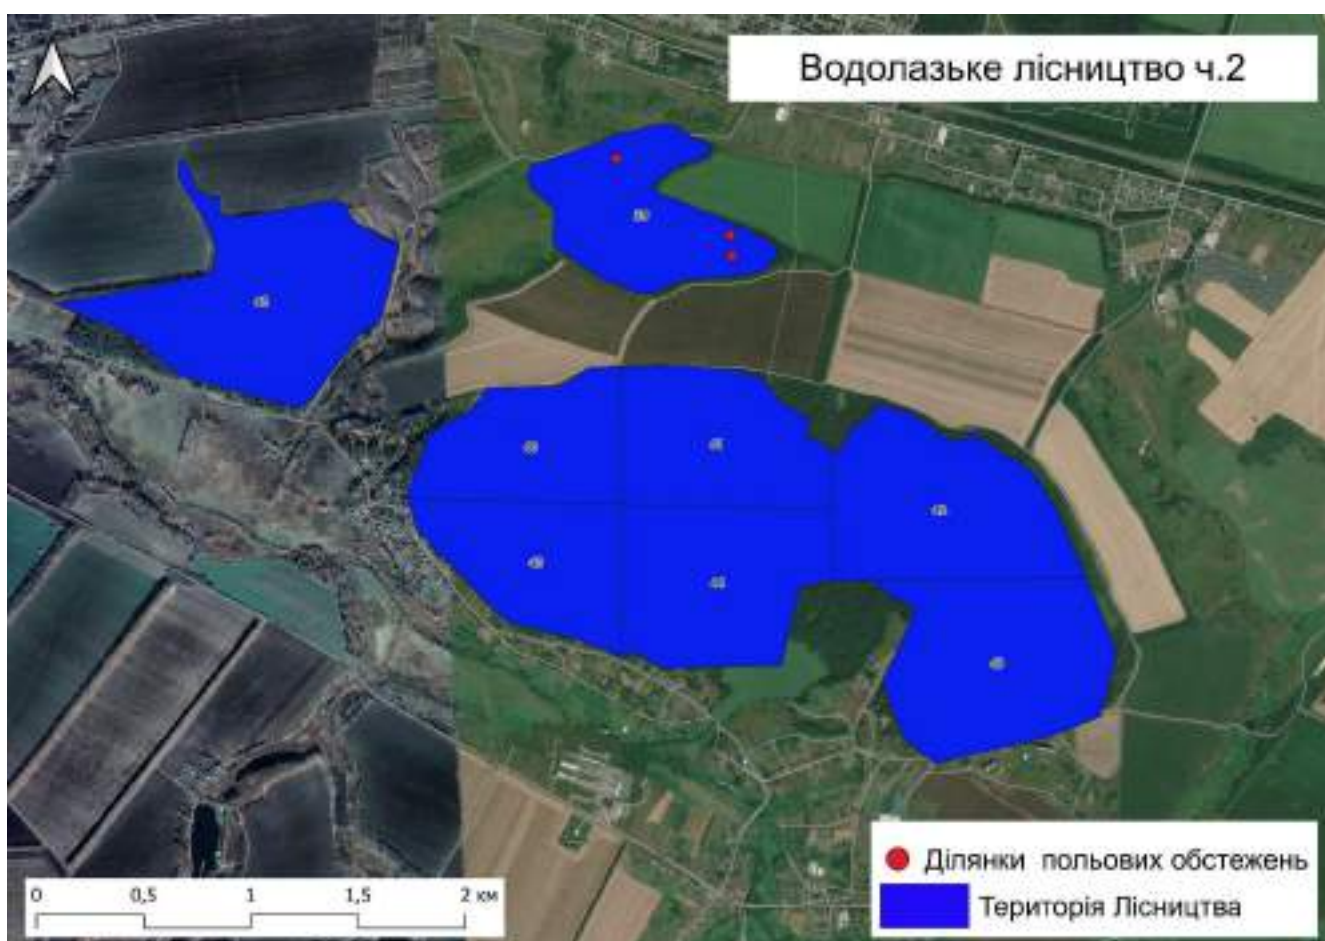 Водолазьке лісництво ч.2
Ділянки польових обстежень
Територія Лісництва
0 0,5 1 1,5 2 км